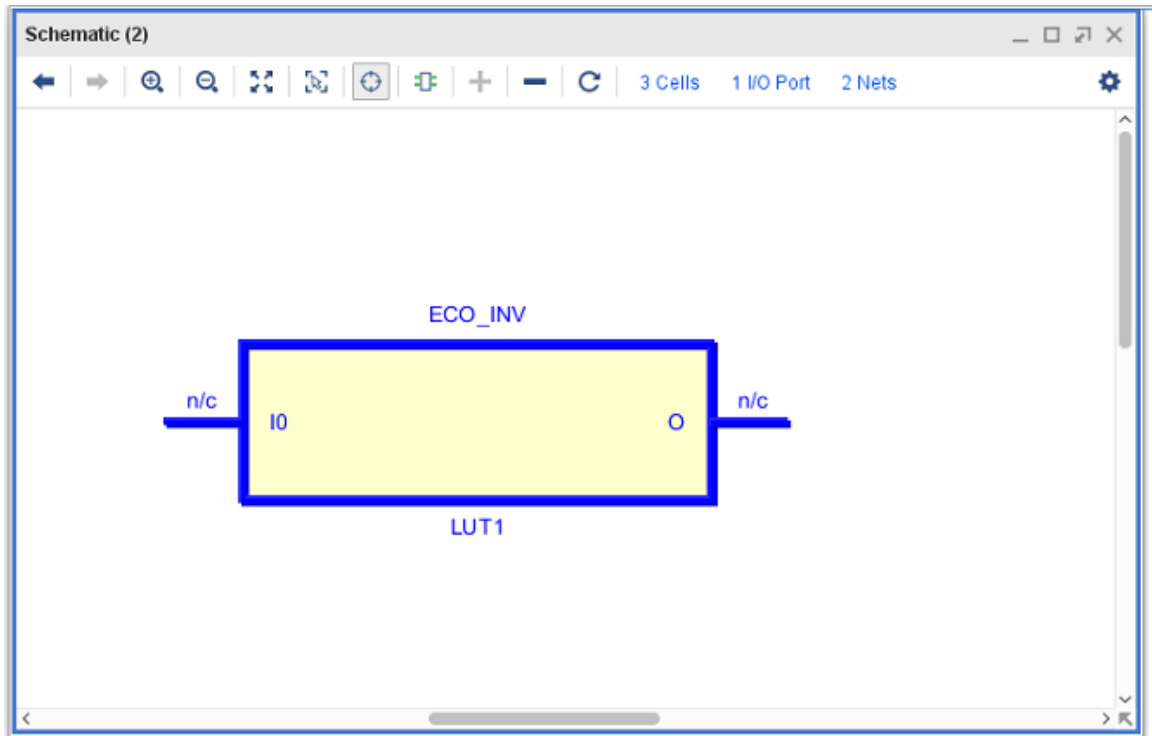 Schematic (2)
3 Cells 1 I/O Port 2 Nets
ECO_INV
n/c n/c
I0 O
LUT1